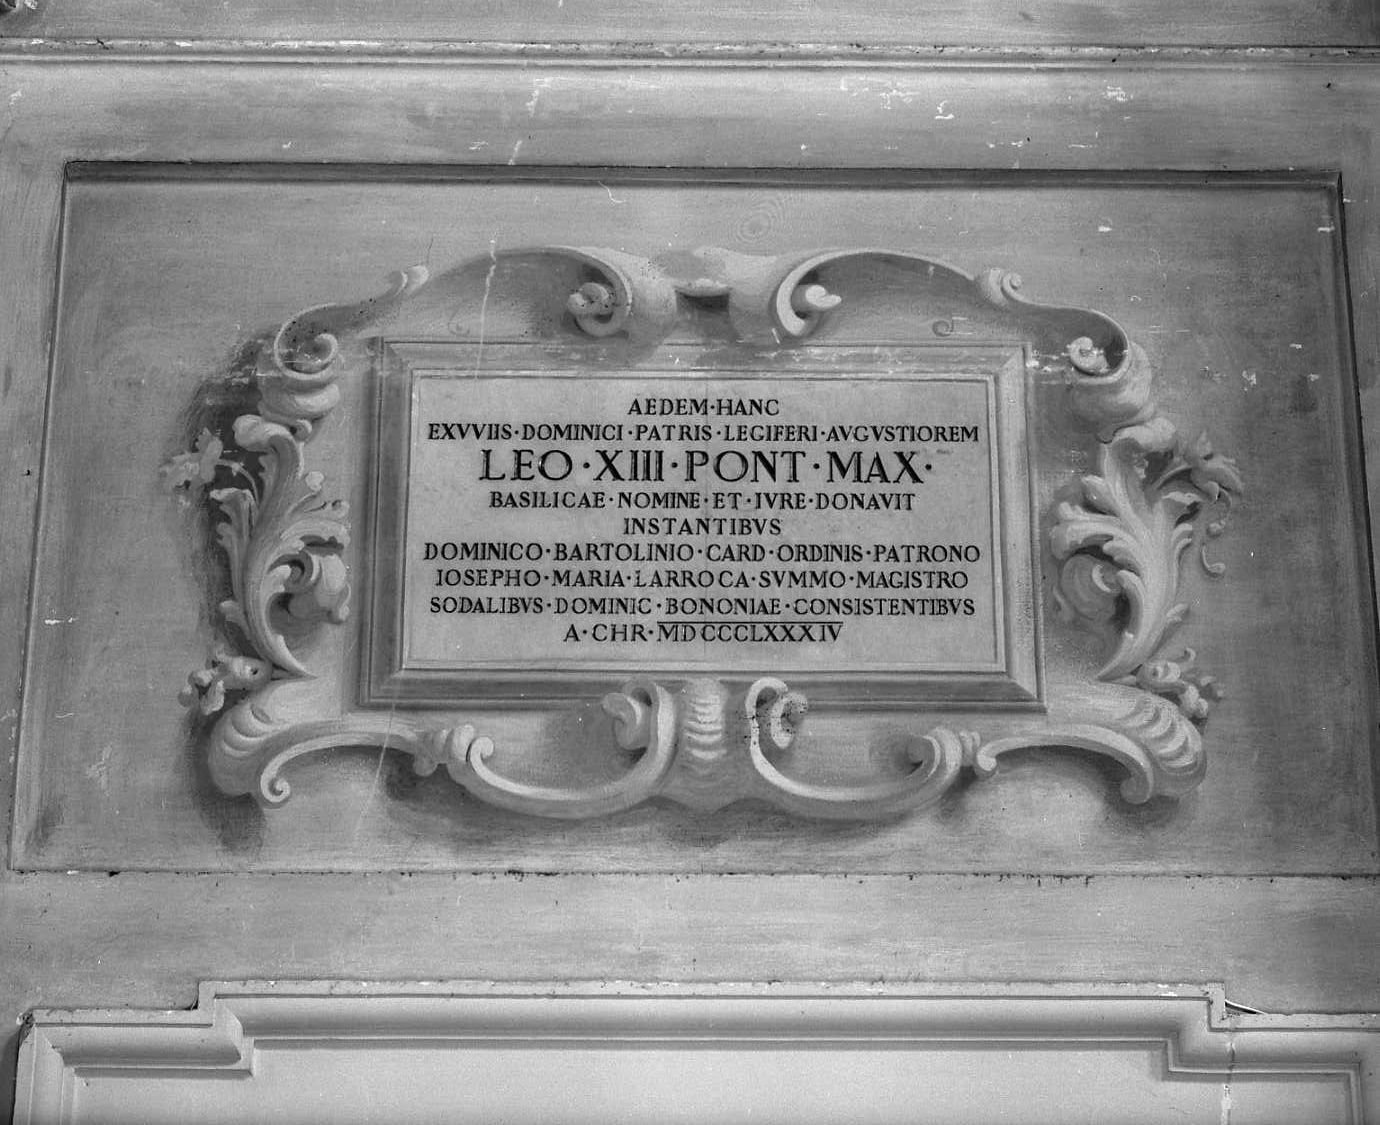 AEDEM·HANC
EXVVIIS·DOMINICI·PATRIS·LEGIFERI·AVGVSTIOREM
LEO·XIII·PONT·MAX·
BASILICAE·NOMINE·ET·IVRE·DONAVIT
INSTANTIBVS
DOMINICO·BARTOLINIO·CARD·ORDINIS·PATRONO
IOSEPHO·MARIA·LARROCA·SVMMO·MAGISTRO
SODALIBVS·DOMINIC·BONONIAE·CONSISTENTIBVS
A·CHR·MDCCCLXXXIV